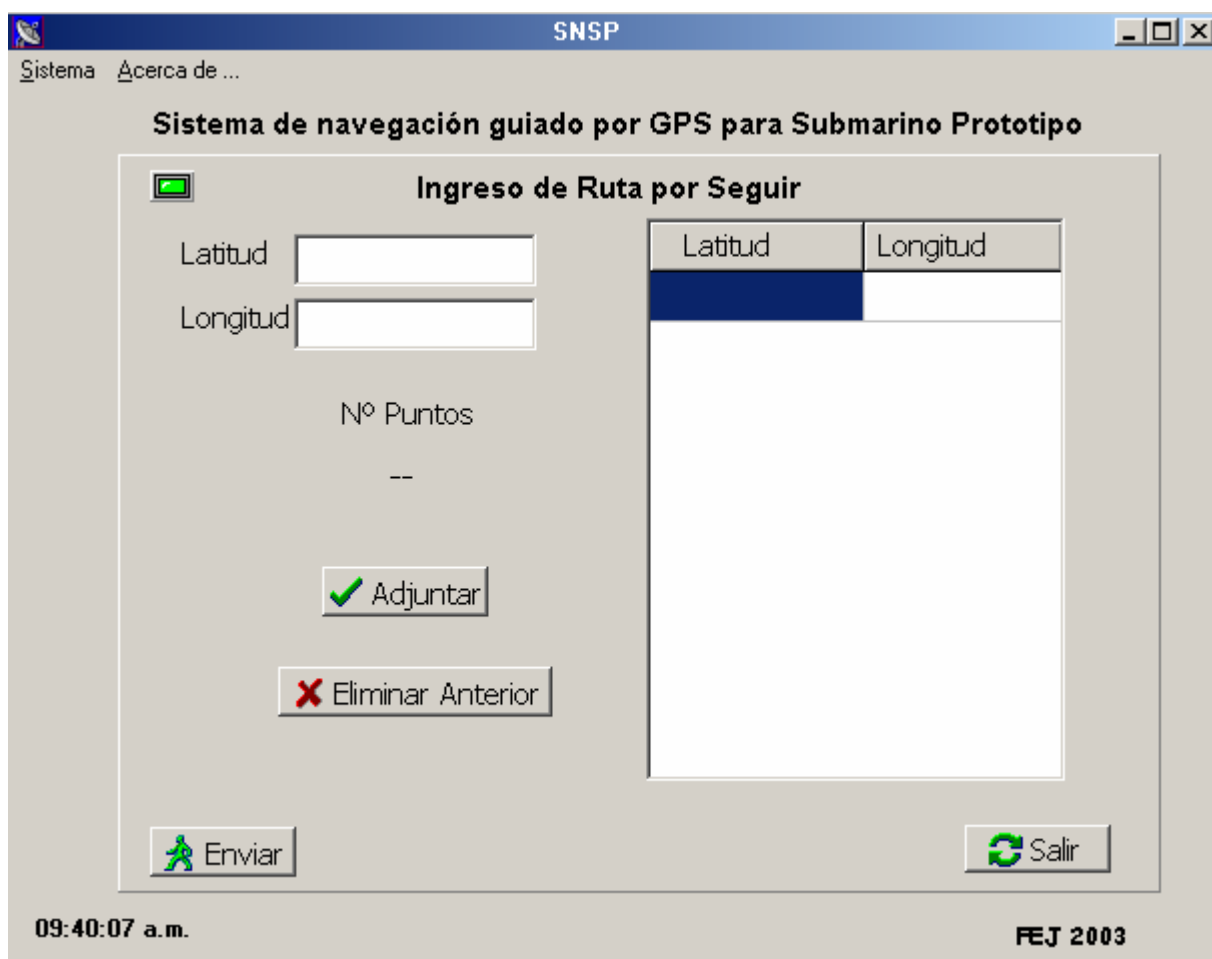 SNSP
Sistema Acerca de ...
Sistema de navegación guiado por GPS para Submarino Prototipo
Ingreso de Ruta por Seguir
Latitud
Longitud
Latitud Longitud
Nº Puntos
--
Adjuntar
Eliminar Anterior
Enviar
Salir
09:40:07 a.m.
FEJ 2003